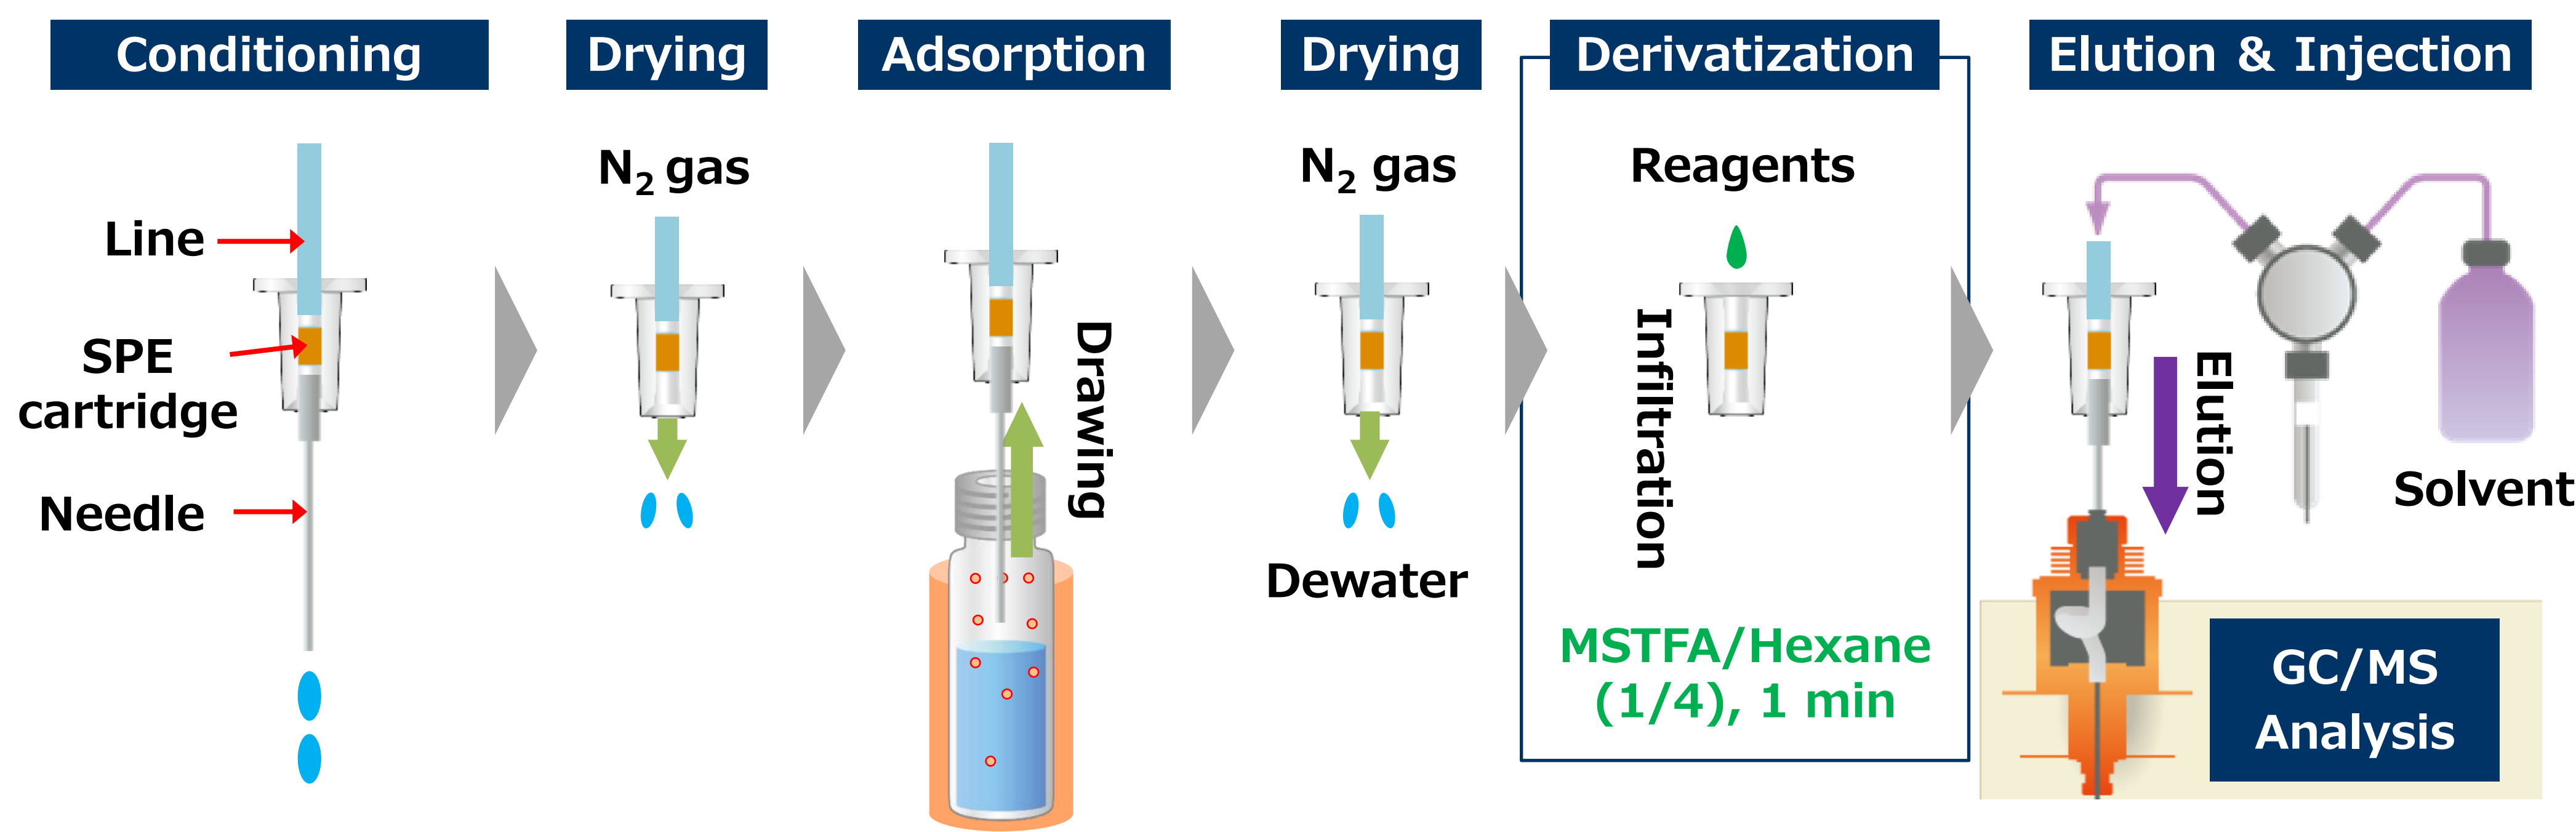 Conditioning
Drying
Adsorption
Drying
Derivatization
Elution & Injection
Line
SPE
cartridge
Needle
N2 gas
Drawing
N2 gas
Dewater
Reagents
Infiltration
MSTFA/Hexane
(1/4), 1 min
Elution
Solvent
GC/MS
Analysis